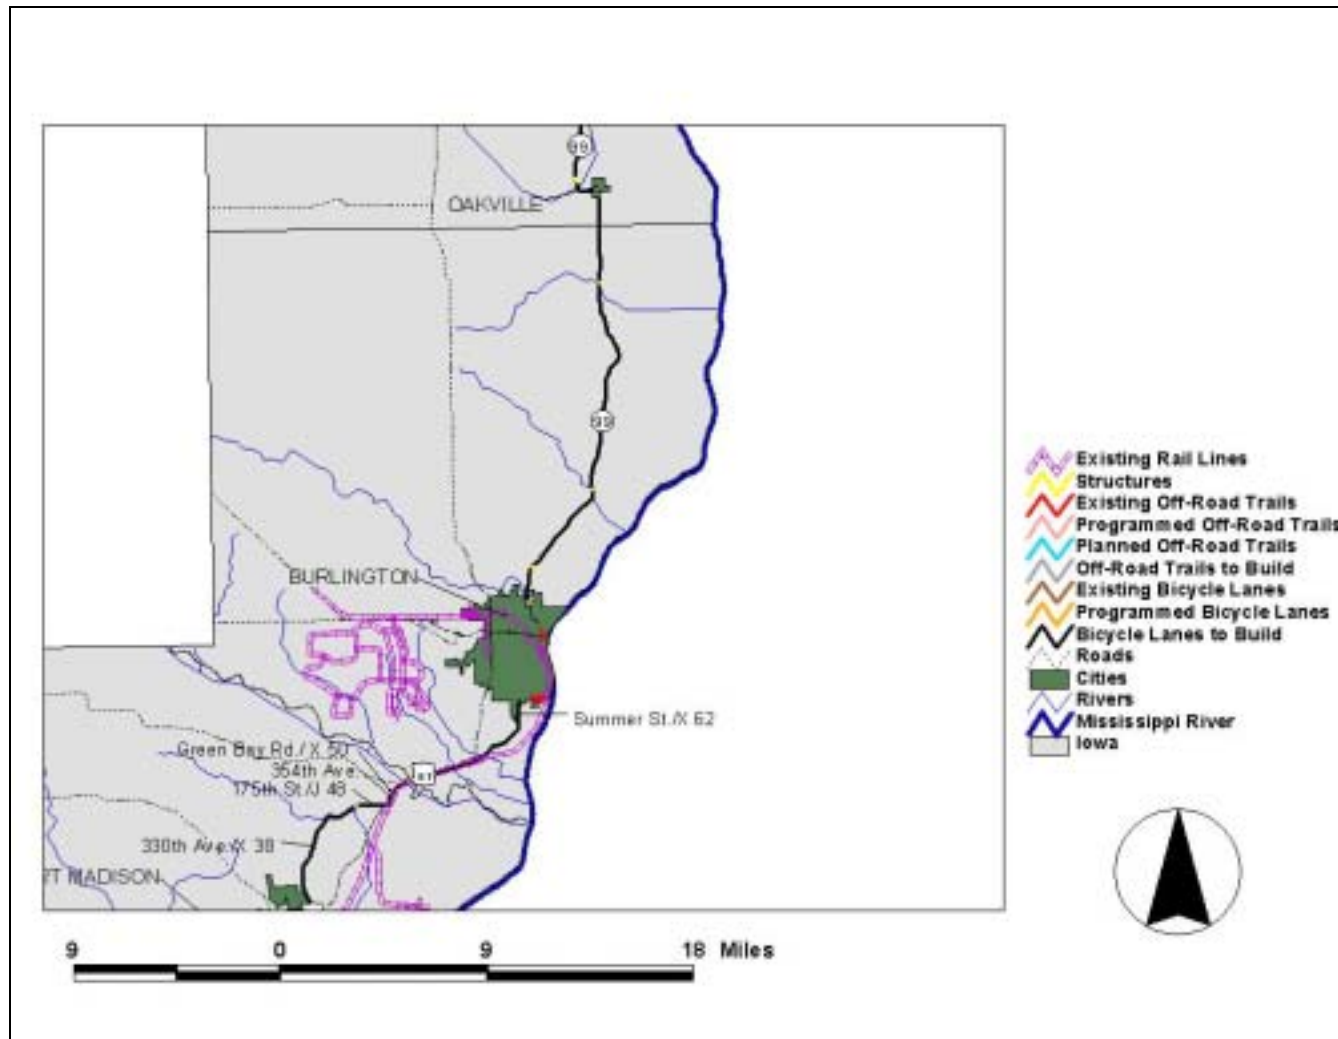 99
OAKVILLE
99
BURLINGTON
Summer St./X 62
Green Bay Rd./ X 50
354th Ave
175th St./J 48
61
330th Ave./X 38
T MADISON
Existing Rail Lines
Structures
Existing Off-Road Trails
Programmed Off-Road Trails
Planned Off-Road Trails
Off-Road Trails to Build
Existing Bicycle Lanes
Programmed Bicycle Lanes
Bicycle Lanes to Build
Roads
Cities
Rivers
Mississippi River
Iowa
9 0 9 18 Miles